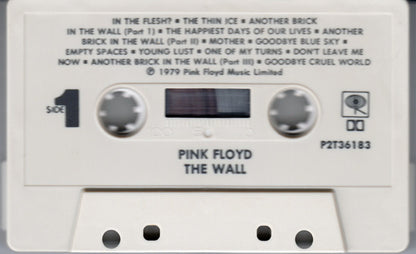 IN THE FLESH? ▪ THE THIN ICE ▪ ANOTHER BRICK
IN THE WALL (Part 1) ▪ THE HAPPIEST DAYS OF OUR LIVES ▪ ANOTHER
BRICK IN THE WALL (Part II) ▪ MOTHER ▪ GOODBYE BLUE SKY ▪
EMPTY SPACES ▪ YOUNG LUST ▪ ONE OF MY TURNS ▪ DON'T LEAVE ME
NOW ▪ ANOTHER BRICK IN THE WALL (Part III) ▪ GOODBYE CRUEL WORLD
℗ 1979 Pink Floyd Music Limited
SIDE 1
P2T36183
PINK FLOYD
THE WALL